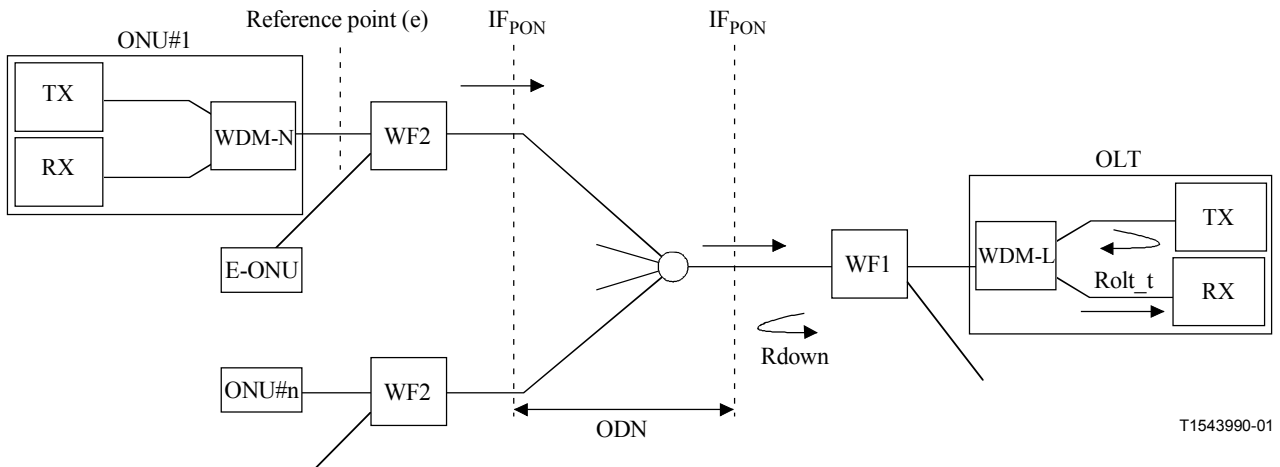 Reference point (e)
IF_PON
IF_PON
ONU#1
TX
WDM-N
RX
WF2
E-ONU
OLT
TX
WDM-L
WF1
Rolt_t
RX
Rdown
ONU#n
WF2
ODN
T1543990-01